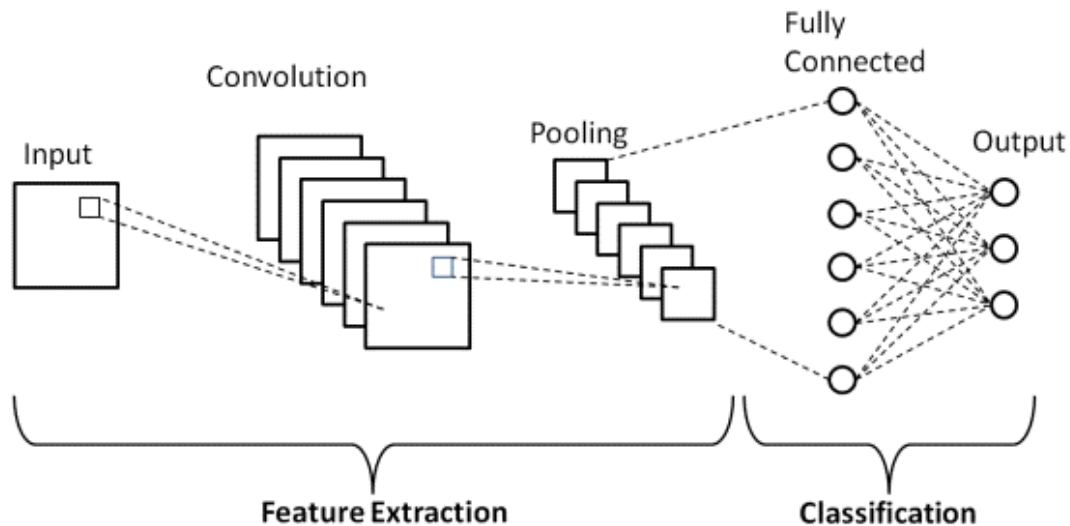 Input
Convolution
Pooling
Fully
Connected
Output
Feature Extraction
Classification